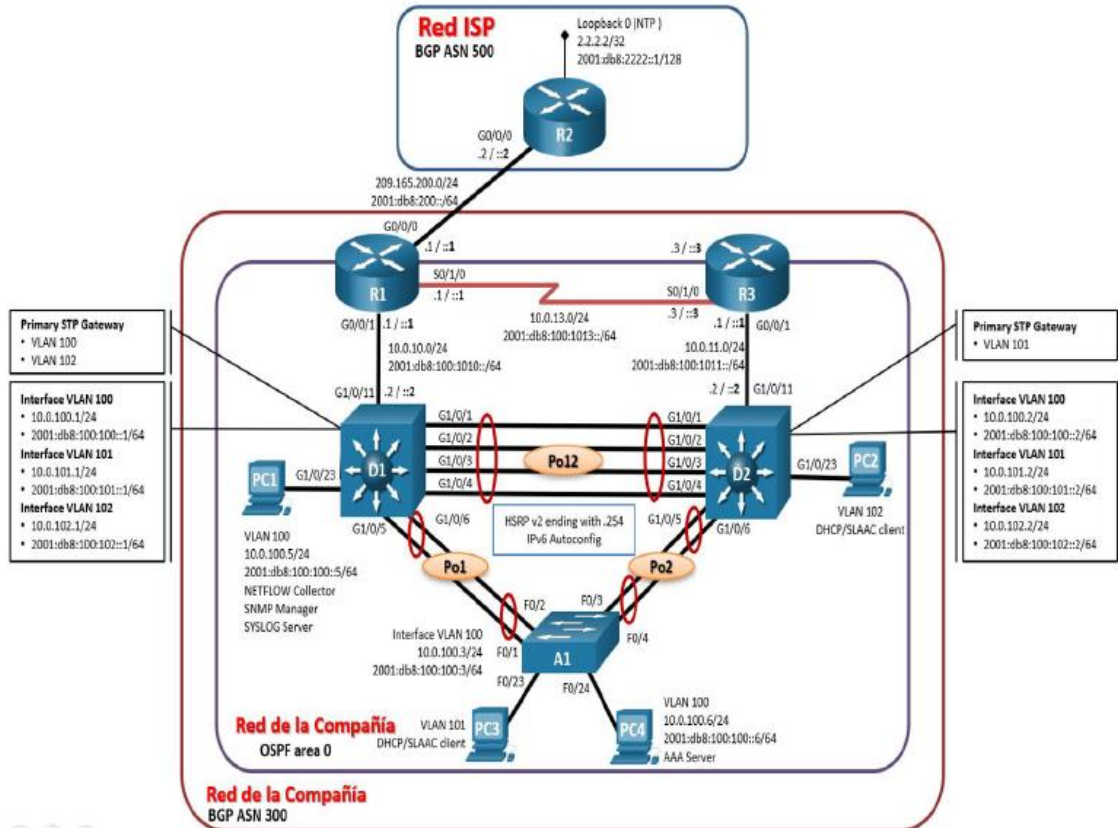 Red ISP
BGP ASN 500
Loopback 0 (NTP )
2.2.2.2/32
2001:db8:2222::1/128
R2
G0/0/0
.2 / ::2
209.165.200.0/24
2001:db8:200::/64
G0/0/0
.1 / ::1
R1
S0/1/0
.1 / ::1
G0/0/1
.1 / ::1
10.0.13.0/24
2001:db8:100:1013::/64
.3 / ::3
R3
S0/1/0
.3 / ::3
.1 / ::1
G0/0/1
10.0.10.0/24
2001:db8:100:1010::/64
.2 / ::2
G1/0/11
10.0.11.0/24
2001:db8:100:1011::/64
.2 / ::2
G1/0/11
Primary STP Gateway
• VLAN 100
• VLAN 102
Interface VLAN 100
• 10.0.100.1/24
• 2001:db8:100:100::1/64
Interface VLAN 101
• 10.0.101.1/24
• 2001:db8:100:101::1/64
Interface VLAN 102
• 10.0.102.1/24
• 2001:db8:100:102::1/64
Primary STP Gateway
• VLAN 101
Interface VLAN 100
• 10.0.100.2/24
• 2001:db8:100:100::2/64
Interface VLAN 101
• 10.0.101.2/24
• 2001:db8:100:101::2/64
Interface VLAN 102
• 10.0.102.2/24
• 2001:db8:100:102::2/64
D1
G1/0/1
G1/0/2
G1/0/3
G1/0/4
Po12
G1/0/1
G1/0/2
G1/0/3
G1/0/4
D2
PC1
G1/0/23
G1/0/5
G1/0/6
HSRP v2 ending with .254
IPv6 Autoconfig
G1/0/5
G1/0/6
G1/0/23
PC2
VLAN 102
DHCP/SLAAC client
VLAN 100
10.0.100.5/24
2001:db8:100:100::5/64
NETFLOW Collector
SNMP Manager
SYSLOG Server
Po1
Po2
F0/2
F0/1
F0/3
F0/4
Interface VLAN 100
10.0.100.3/24
2001:db8:100:100:3/64
A1
F0/23
F0/24
PC3
VLAN 101
DHCP/SLAAC client
PC4
VLAN 100
10.0.100.6/24
2001:db8:100:100::6/64
AAA Server
Red de la Compañía
OSPF area 0
Red de la Compañía
BGP ASN 300